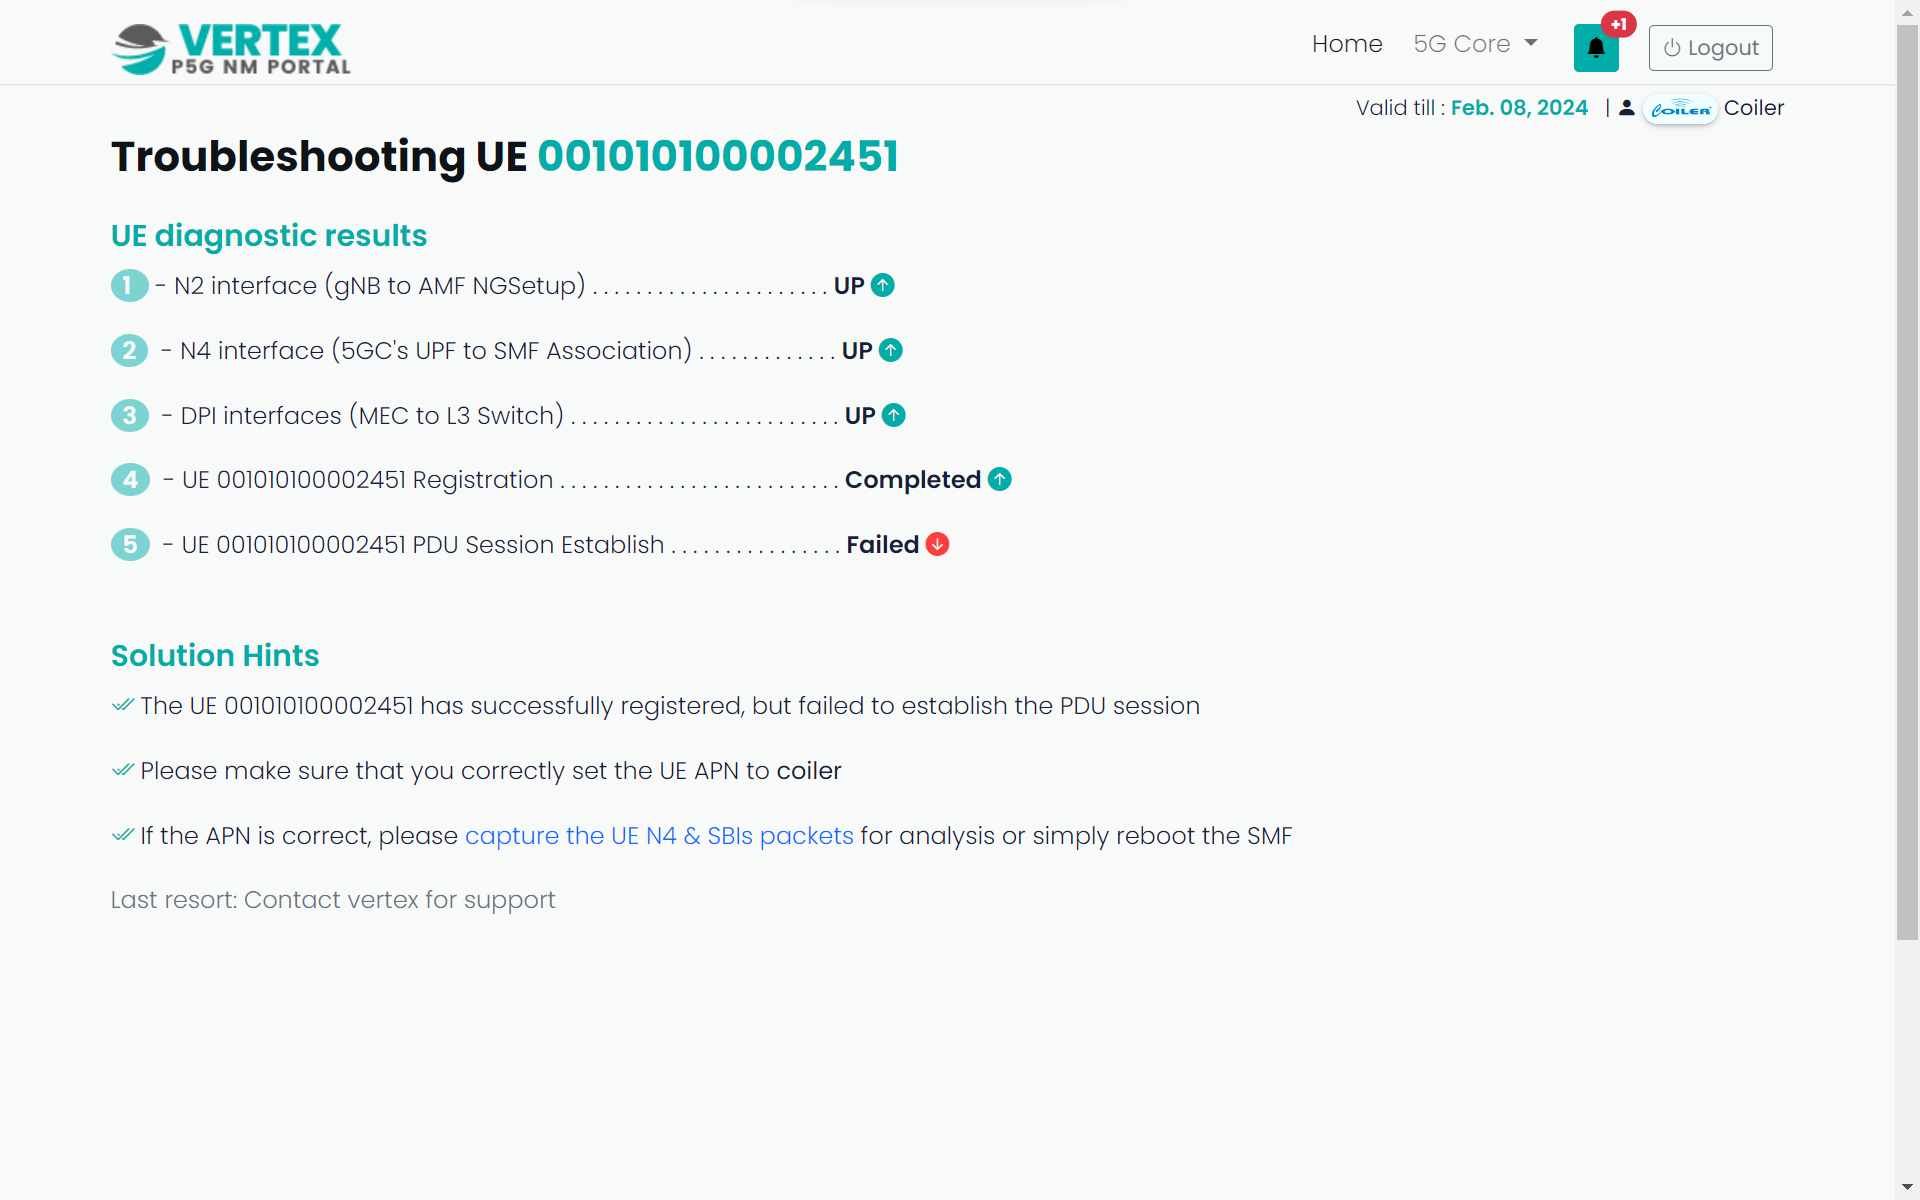 VERTEX
P5G NM PORTAL
Home
5G Core
+1
Logout
Valid till : Feb. 08, 2024 | COILER Coiler
Troubleshooting UE 001010100002451
UE diagnostic results
1 - N2 interface (gNB to AMF NGSetup) . . . . . . . . . . . . . . . . . . . . . . UP
2 - N4 interface (5GC's UPF to SMF Association) . . . . . . . . . . . . . UP
3 - DPI interfaces (MEC to L3 Switch) . . . . . . . . . . . . . . . . . . . . . . . . . UP
4 - UE 001010100002451 Registration . . . . . . . . . . . . . . . . . . . . . . . . . . Completed
5 - UE 001010100002451 PDU Session Establish . . . . . . . . . . . . . . . . Failed
Solution Hints
The UE 001010100002451 has successfully registered, but failed to establish the PDU session
Please make sure that you correctly set the UE APN to coiler
If the APN is correct, please capture the UE N4 & SBIs packets for analysis or simply reboot the SMF
Last resort: Contact vertex for support